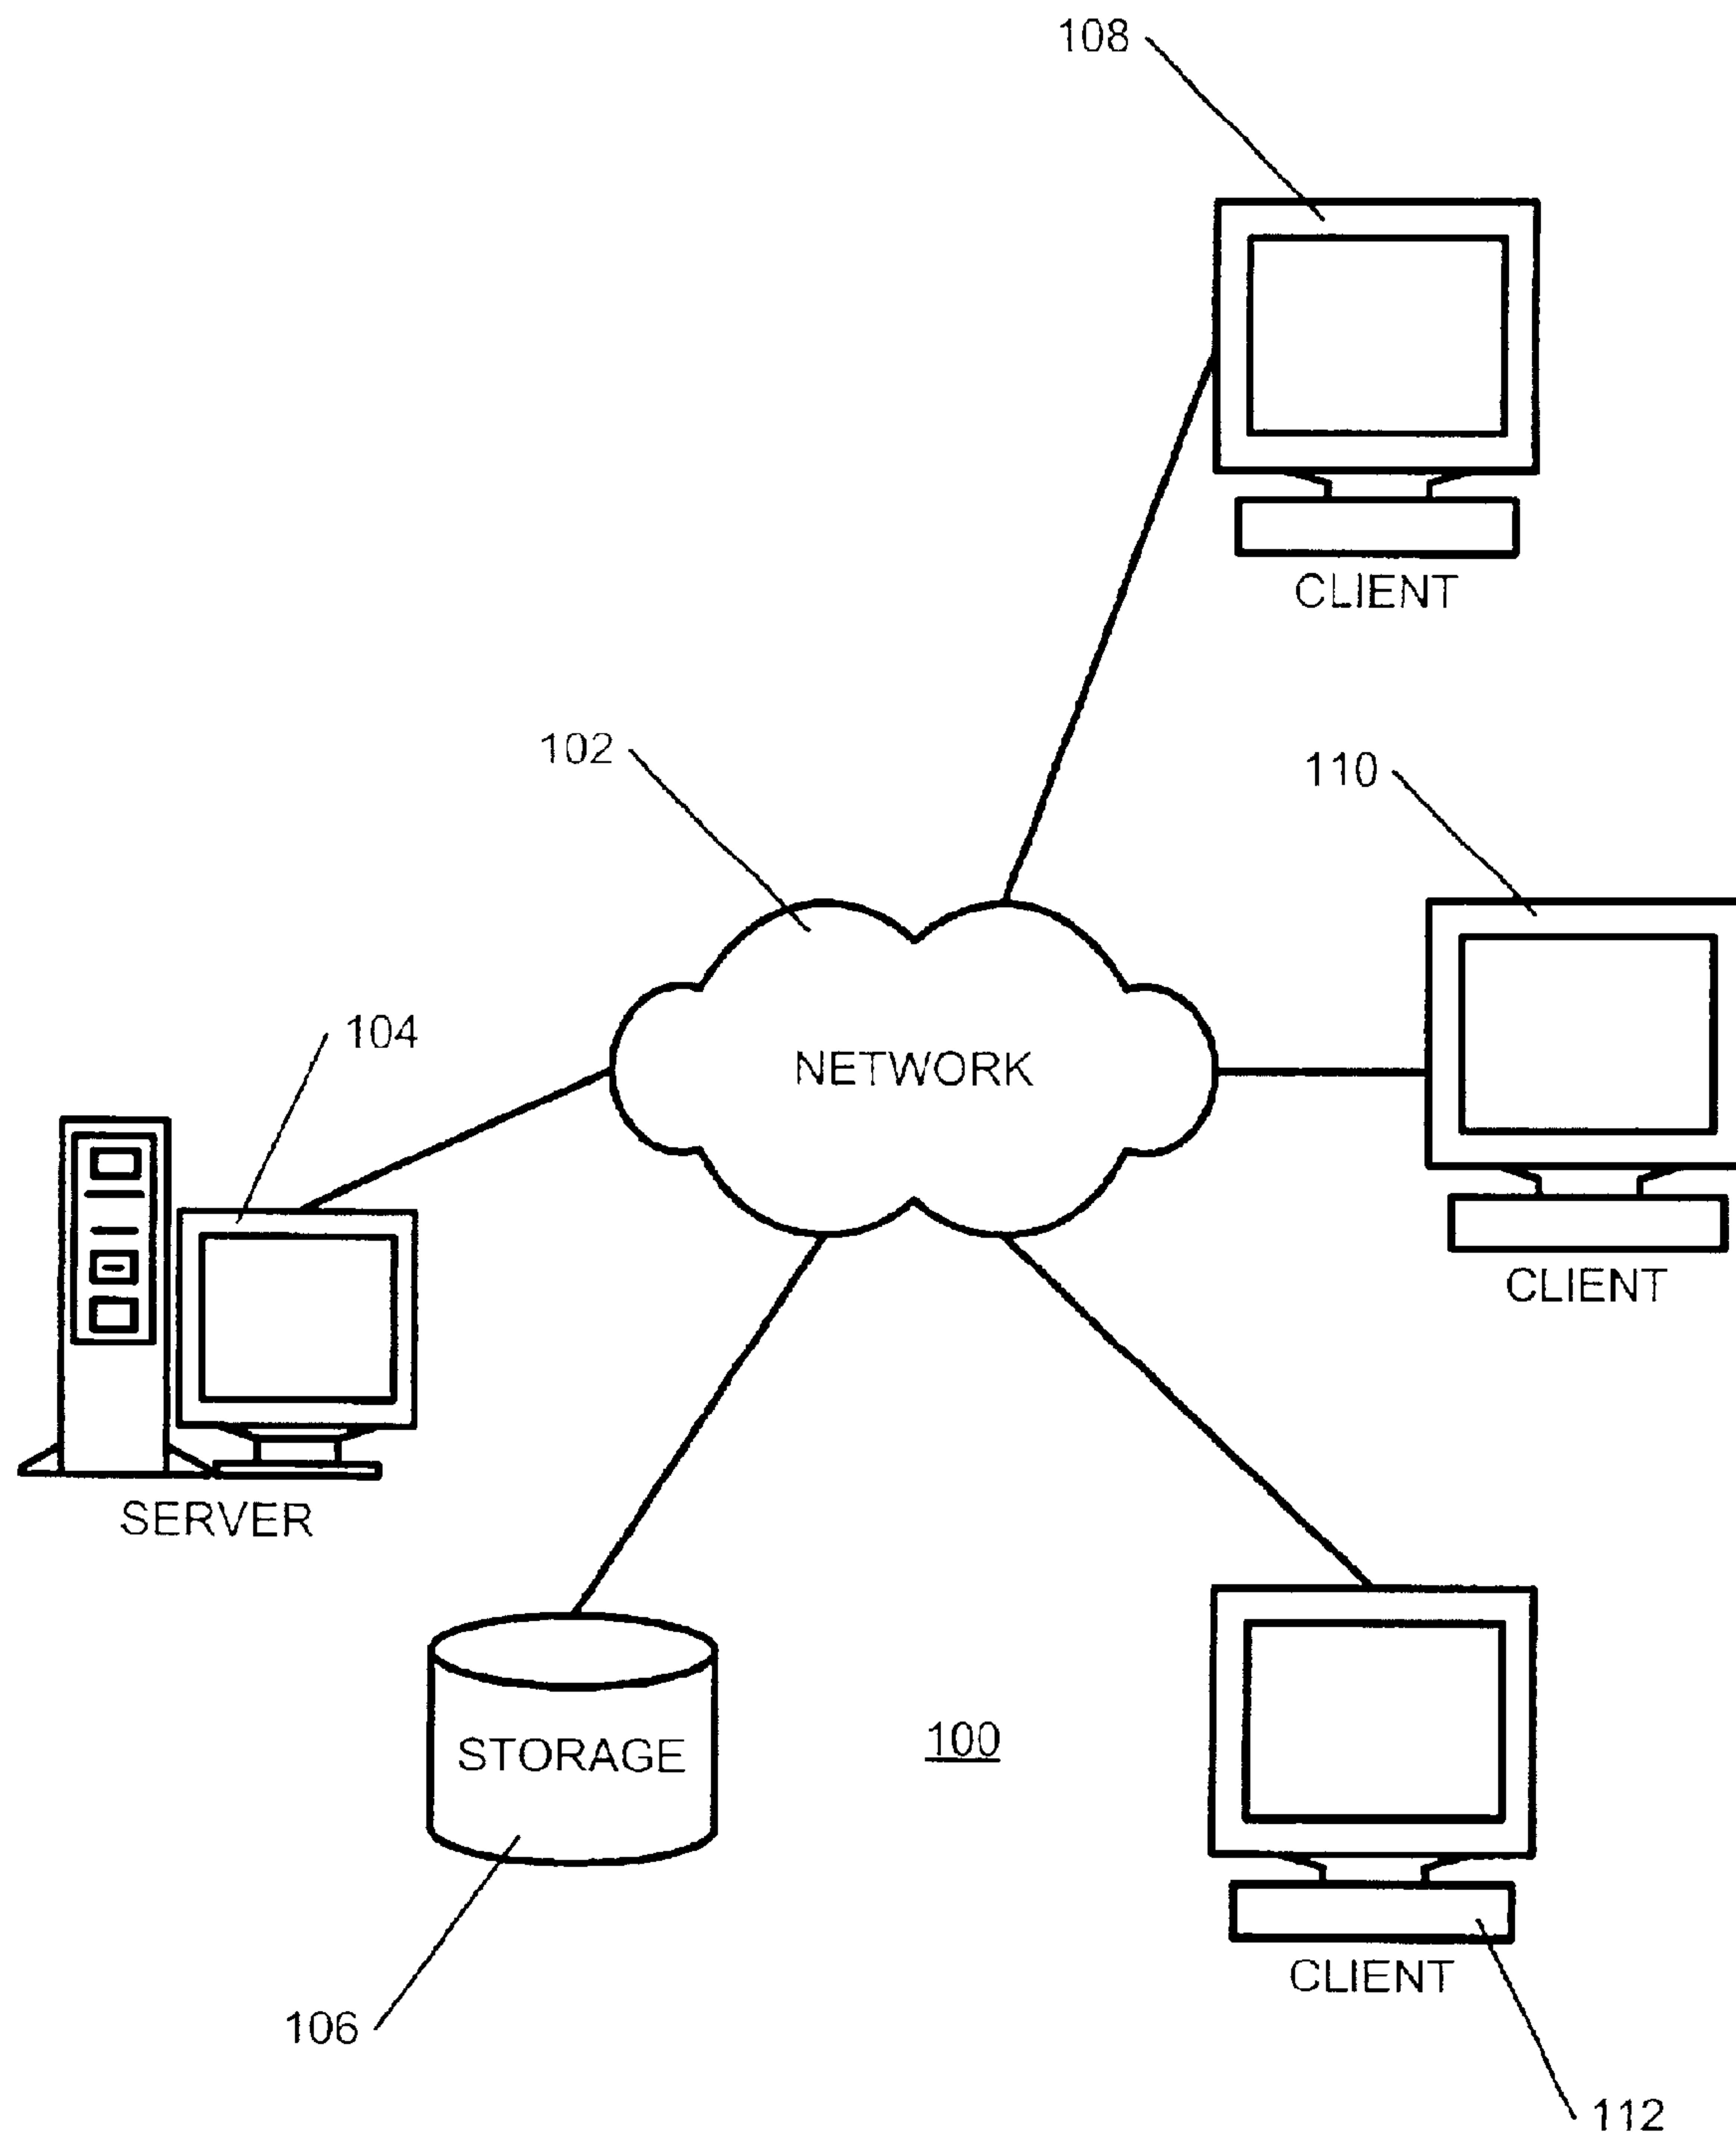 108
CLIENT
102
110
104
NETWORK
CLIENT
SERVER
STORAGE
100
CLIENT
106
112